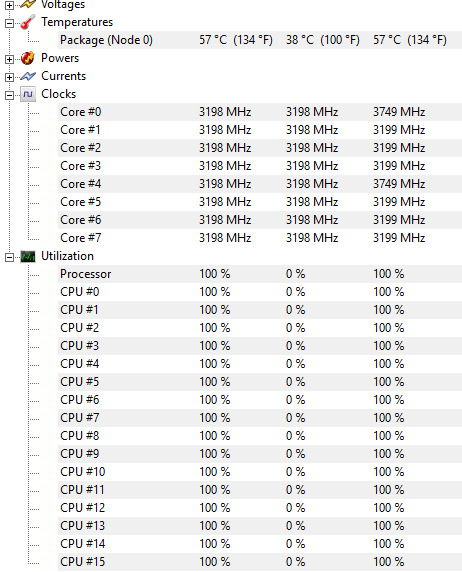 Voltages
Temperatures
Package (Node 0) 57 °C (134 °F) 38 °C (100 °F) 57 °C (134 °F)
Powers
Currents
Clocks
Core #0 3198 MHz 3198 MHz 3749 MHz
Core #1 3198 MHz 3198 MHz 3199 MHz
Core #2 3198 MHz 3198 MHz 3199 MHz
Core #3 3198 MHz 3198 MHz 3199 MHz
Core #4 3198 MHz 3198 MHz 3749 MHz
Core #5 3198 MHz 3198 MHz 3199 MHz
Core #6 3198 MHz 3198 MHz 3199 MHz
Core #7 3198 MHz 3198 MHz 3199 MHz
Utilization
Processor 100 % 0 % 100 %
CPU #0 100 % 0 % 100 %
CPU #1 100 % 0 % 100 %
CPU #2 100 % 0 % 100 %
CPU #3 100 % 0 % 100 %
CPU #4 100 % 0 % 100 %
CPU #5 100 % 0 % 100 %
CPU #6 100 % 0 % 100 %
CPU #7 100 % 0 % 100 %
CPU #8 100 % 0 % 100 %
CPU #9 100 % 0 % 100 %
CPU #10 100 % 0 % 100 %
CPU #11 100 % 0 % 100 %
CPU #12 100 % 0 % 100 %
CPU #13 100 % 0 % 100 %
CPU #14 100 % 0 % 100 %
CPU #15 100 % 0 % 100 %